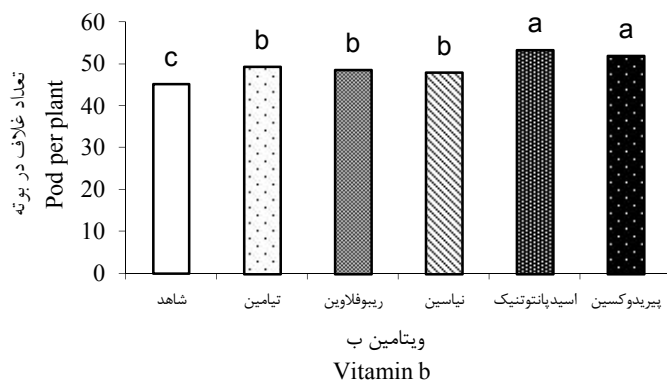 60
50
40
30
20
10
0
c b b b a a
تعداد غلاف در بوته
Pod per plant
شاهد تیامین ریبوفلاوین نیاسین اسیدپانتوتنیک پیریدوکسین
ویتامین ب
Vitamin b